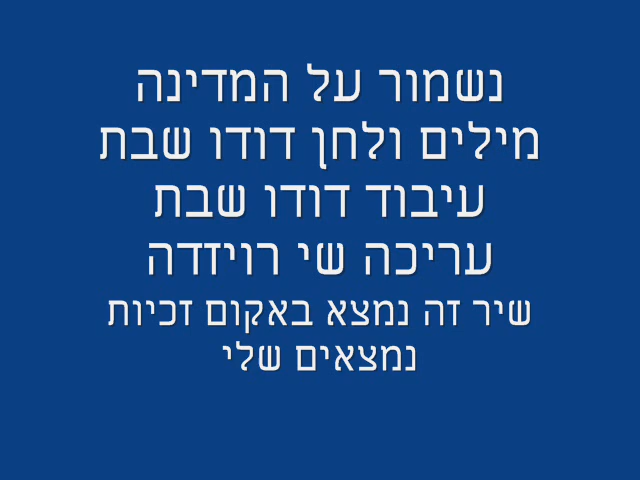 נשמור על המדינה
מילים ולחן דודו שבת
עיבוד דודו שבת
עריכה שי רויזדה
שיר זה נמצא באקום זכיות
נמצאים שלי